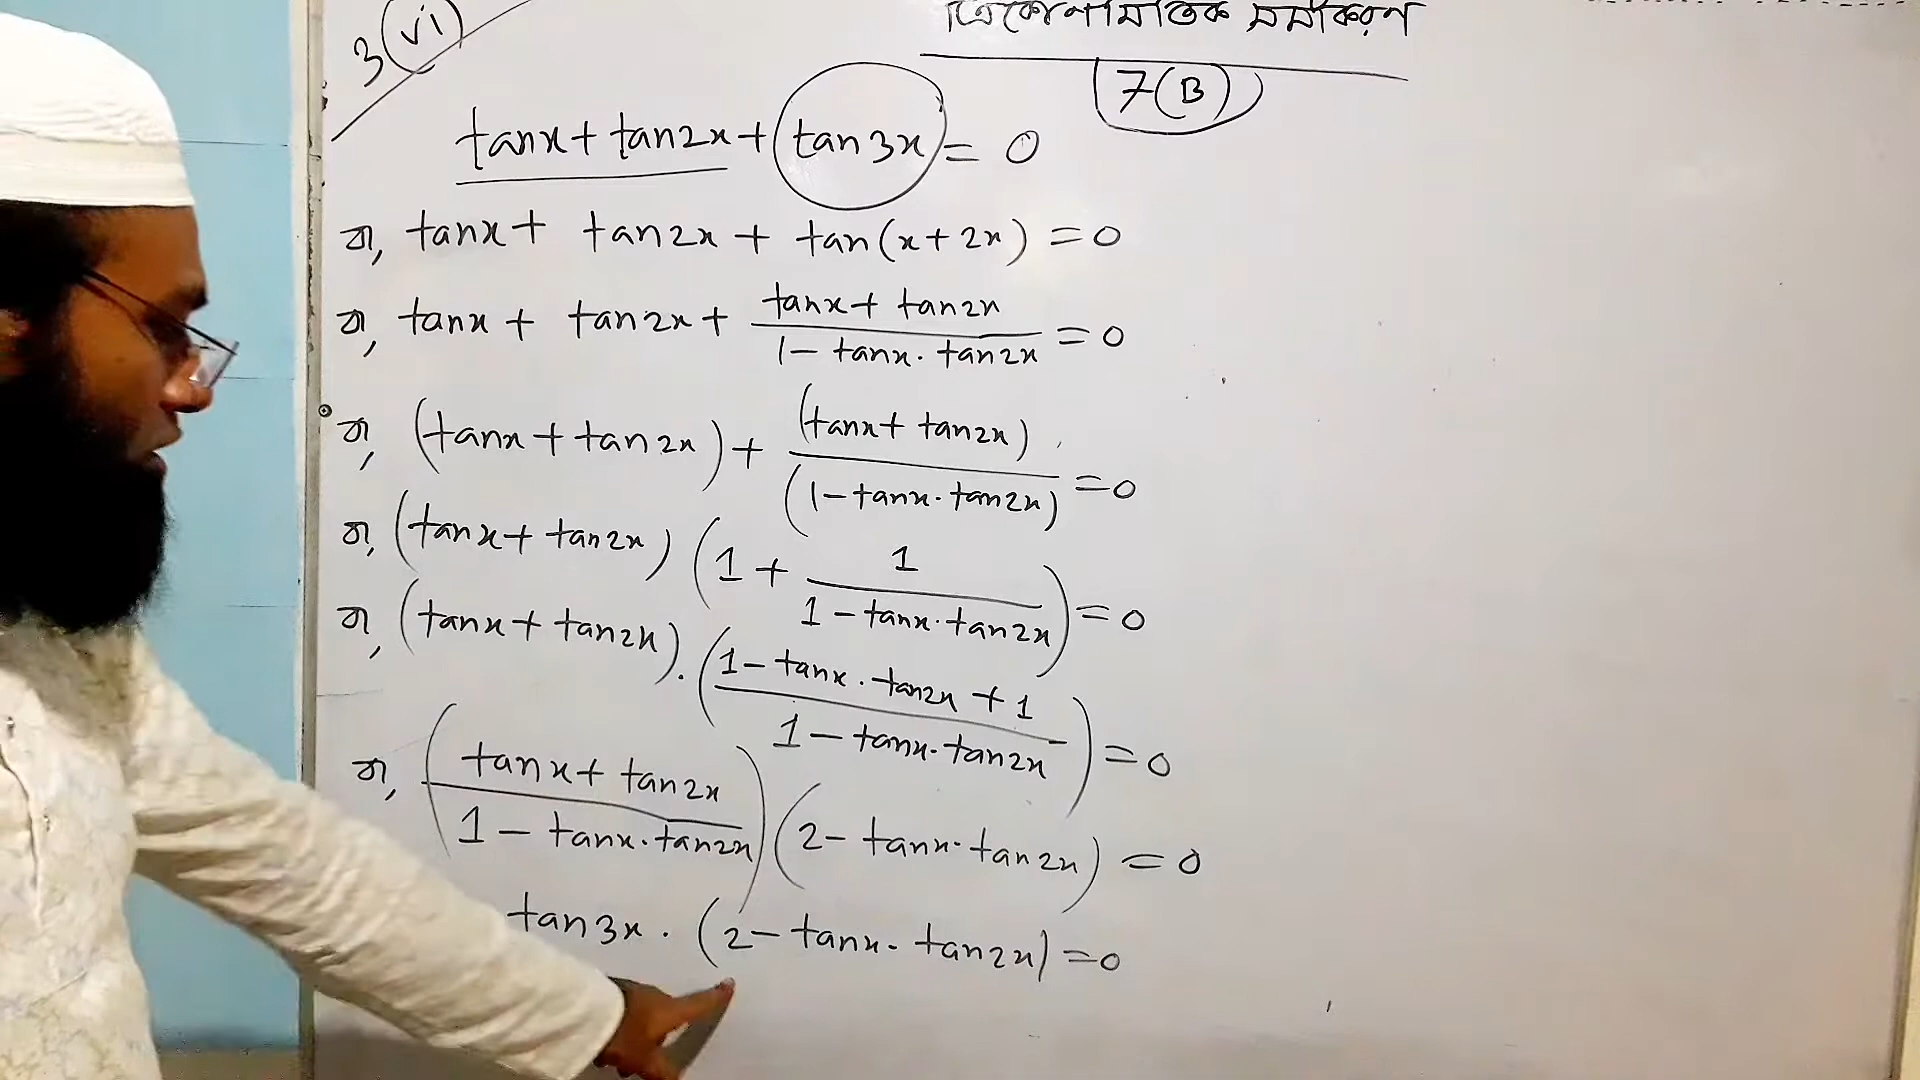 3(vi)
ত্রিকোণমিতিক সমীকরণ
7(B)
tanx + tan2x + tan3x = 0
বা, tanx + tan2x + tan(x+2x) = 0
বা, tanx + tan2x + (tanx + tan2x)/(1 - tanx. tan2x) = 0
বা, (tanx + tan2x) + (tanx + tan2x)/(1 - tanx. tan2x) = 0
বা, (tanx + tan2x) (1 + 1/(1 - tanx. tan2x)) = 0
বা, (tanx + tan2x). ((1 - tanx. tan2x + 1)/(1 - tanx. tan2x)) = 0
বা, ((tanx + tan2x)/(1 - tanx. tan2x)) (2 - tanx. tan2x) = 0
tan3x . (2 - tanx. tan2x) = 0